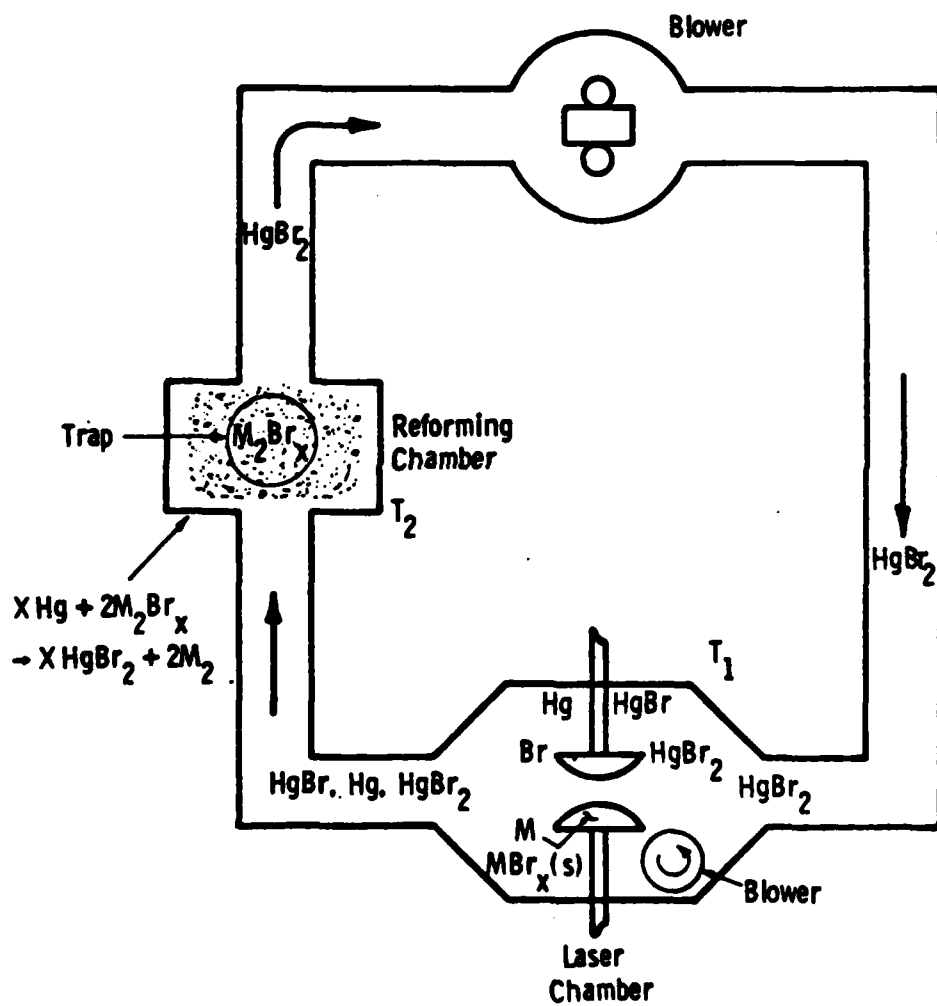 Blower
HgBr2
Trap
M2Brx
Reforming
Chamber
T2
HgBr2
X Hg + 2M2Brx
→ X HgBr2 + 2M2
T1
Hg HgBr
Br HgBr2
HgBr, Hg, HgBr2
HgBr2
M
MBrx(s)
Blower
Laser
Chamber